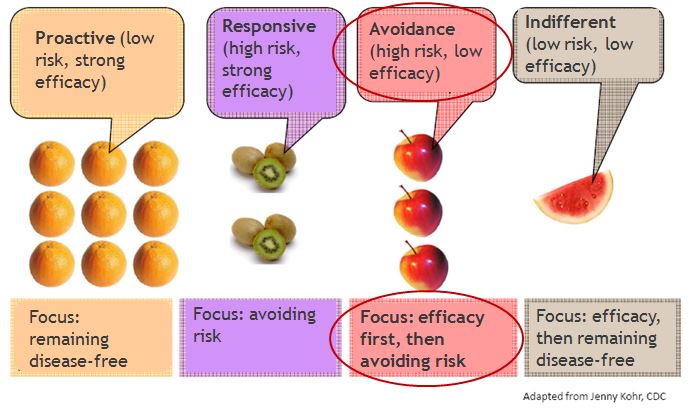 Proactive (low
risk, strong
efficacy)
Responsive
(high risk,
strong
efficacy)
Avoidance
(high risk, low
efficacy)
Indifferent
(low risk, low
efficacy)
Focus:
remaining
disease-free
Focus: avoiding
risk
Focus: efficacy
first, then
avoiding risk
Focus: efficacy,
then remaining
disease-free
Adapted from Jenny Kohr, CDC